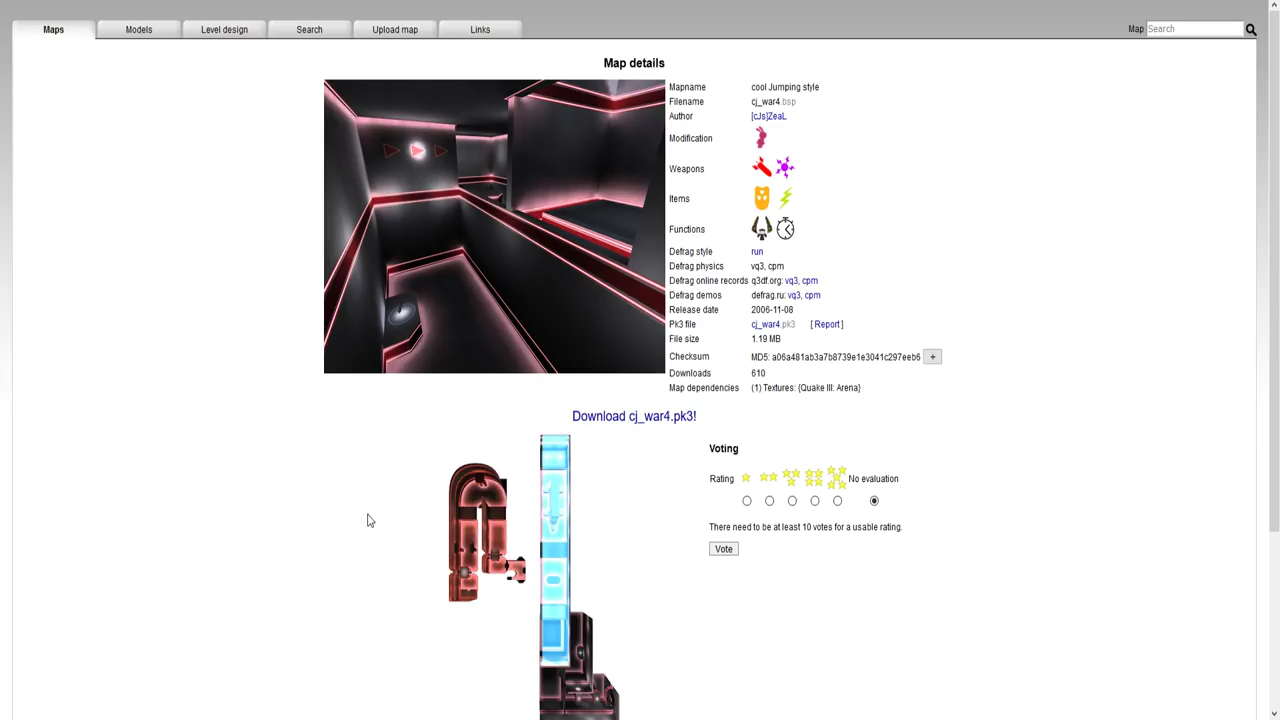 Maps Models Level design Search Upload map Links Map Search
Map details
Mapname cool Jumping style
Filename cj_war4.bsp
Author [cJs]ZeaL
Modification
Weapons
Items
Functions
Defrag style run
Defrag physics vq3, cpm
Defrag online records q3df.org: vq3, cpm
Defrag demos defrag.ru: vq3, cpm
Release date 2006-11-08
Pk3 file cj_war4.pk3 [ Report ]
File size 1.19 MB
Checksum MD5: a06a481ab3a7b8739e1e3041c297eeb6 +
Downloads 610
Map dependencies (1) Textures: {Quake III: Arena}
Download cj_war4.pk3!
Voting
Rating No evaluation
There need to be at least 10 votes for a usable rating.
Vote